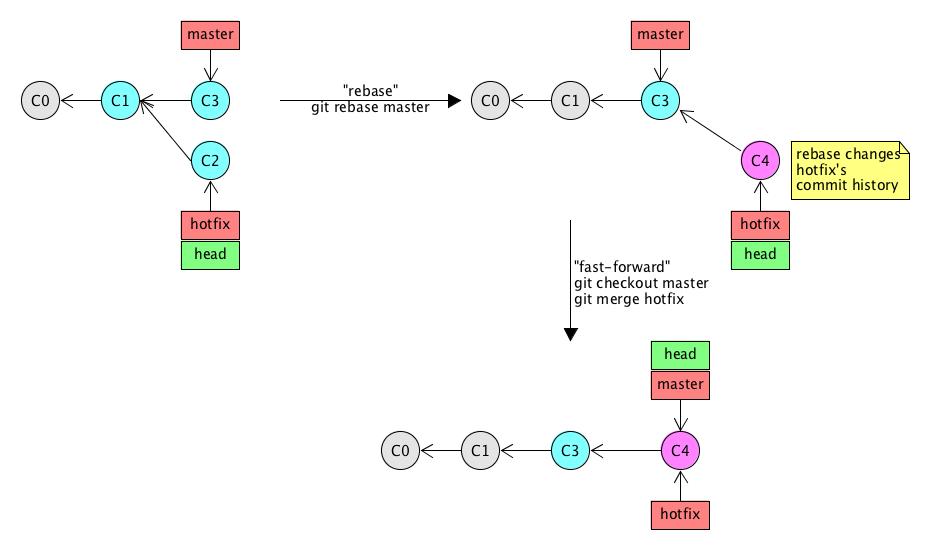 master
C0
C1
C3
C2
hotfix
head
"rebase"
git rebase master
master
C0
C1
C3
C4
rebase changes
hotfix's
commit history
hotfix
head
"fast-forward"
git checkout master
git merge hotfix
head
master
C0
C1
C3
C4
hotfix